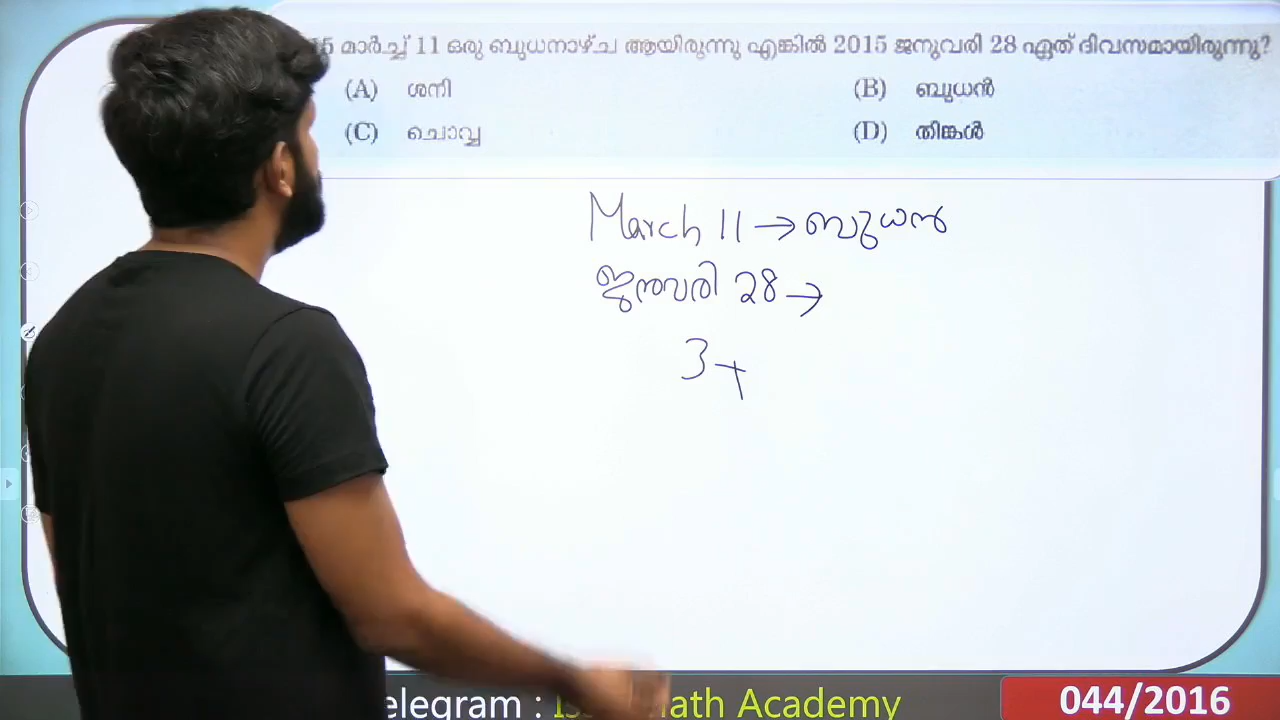 15 മാർച്ച് 11 ഒരു ബുധനാഴ്ച ആയിരുന്നു എങ്കിൽ 2015 ജനുവരി 28 ഏത് ദിവസമായിരുന്നു?
(A) ശനി (B) ബുധൻ
(C) ചൊവ്വ (D) തിങ്കൾ
March 11 → ബുധൻ
ജനുവരി 28 →
3 +
elegram : ath Academy
044/2016